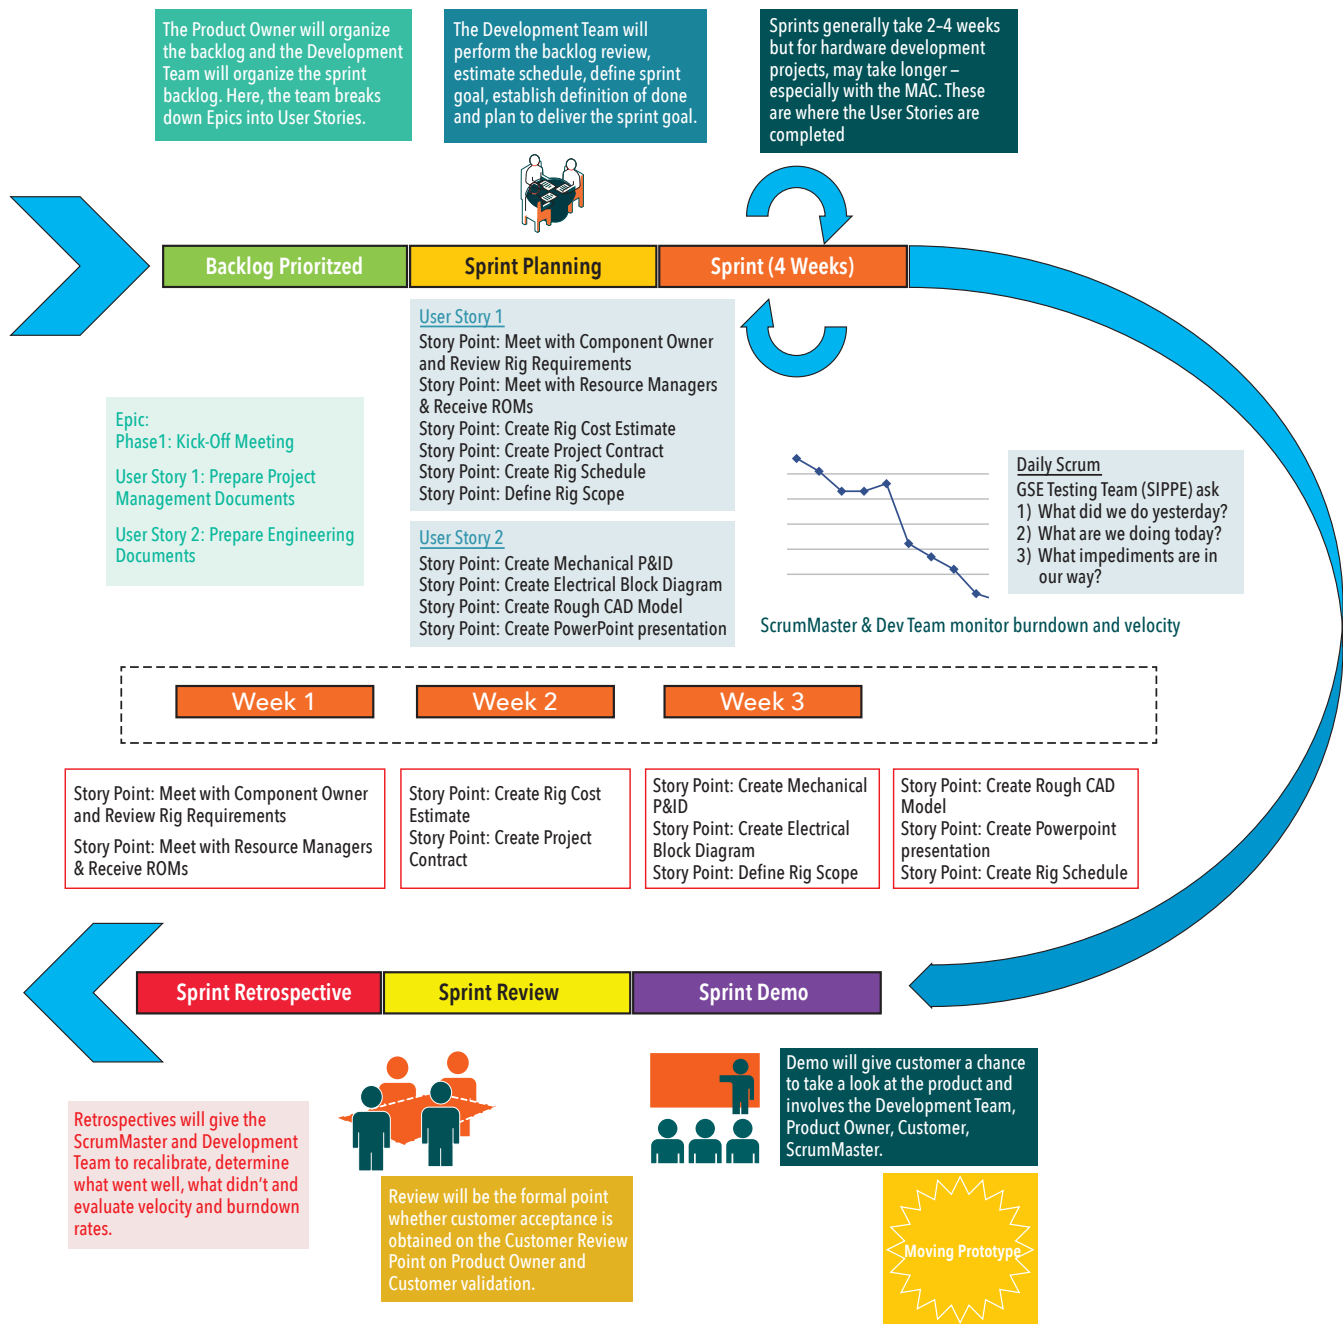 The Product Owner will organize
the backlog and the Development
Team will organize the sprint
backlog. Here, the team breaks
down Epics into User Stories.
The Development Team will
perform the backlog review,
estimate schedule, define sprint
goal, establish definition of done
and plan to deliver the sprint goal.
Sprints generally take 2–4 weeks
but for hardware development
projects, may take longer –
especially with the MAC. These
are where the User Stories are
completed
Backlog Prioritzed
Sprint Planning
Sprint (4 Weeks)
Epic:
Phase1: Kick-Off Meeting
User Story 1: Prepare Project
Management Documents
User Story 2: Prepare Engineering
Documents
User Story 1
Story Point: Meet with Component Owner
and Review Rig Requirements
Story Point: Meet with Resource Managers
& Receive ROMs
Story Point: Create Rig Cost Estimate
Story Point: Create Project Contract
Story Point: Create Rig Schedule
Story Point: Define Rig Scope
User Story 2
Story Point: Create Mechanical P&ID
Story Point: Create Electrical Block Diagram
Story Point: Create Rough CAD Model
Story Point: Create PowerPoint presentation
Daily Scrum
GSE Testing Team (SIPPE) ask
1) What did we do yesterday?
2) What are we doing today?
3) What impediments are in
our way?
ScrumMaster & Dev Team monitor burndown and velocity
Week 1
Week 2
Week 3
Story Point: Meet with Component Owner
and Review Rig Requirements
Story Point: Meet with Resource Managers
& Receive ROMs
Story Point: Create Rig Cost
Estimate
Story Point: Create Project
Contract
Story Point: Create Mechanical
P&ID
Story Point: Create Electrical
Block Diagram
Story Point: Define Rig Scope
Story Point: Create Rough CAD
Model
Story Point: Create Powerpoint
presentation
Story Point: Create Rig Schedule
Sprint Retrospective
Sprint Review
Sprint Demo
Retrospectives will give the
ScrumMaster and Development
Team to recalibrate, determine
what went well, what didn't and
evaluate velocity and burndown
rates.
Review will be the formal point
whether customer acceptance is
obtained on the Customer Review
Point on Product Owner and
Customer validation.
Demo will give customer a chance
to take a look at the product and
involves the Development Team,
Product Owner, Customer,
ScrumMaster.
Moving Prototype